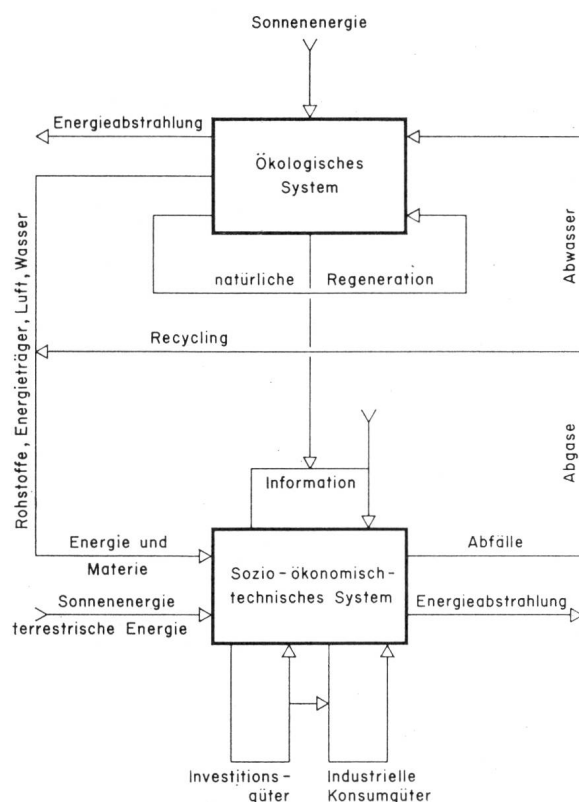 Sonnenenergie
Energieabstrahlung
Ökologisches
System
natürliche Regeneration
Abwasser
Rohstoffe, Energieträger, Luft, Wasser
Recycling
Abgase
Information
Energie und
Materie
Sozio-ökonomisch-
technisches System
Abfälle
Sonnenenergie
terrestrische Energie
Energieabstrahlung
Investitions-
güter
Industrielle
Konsumgüter